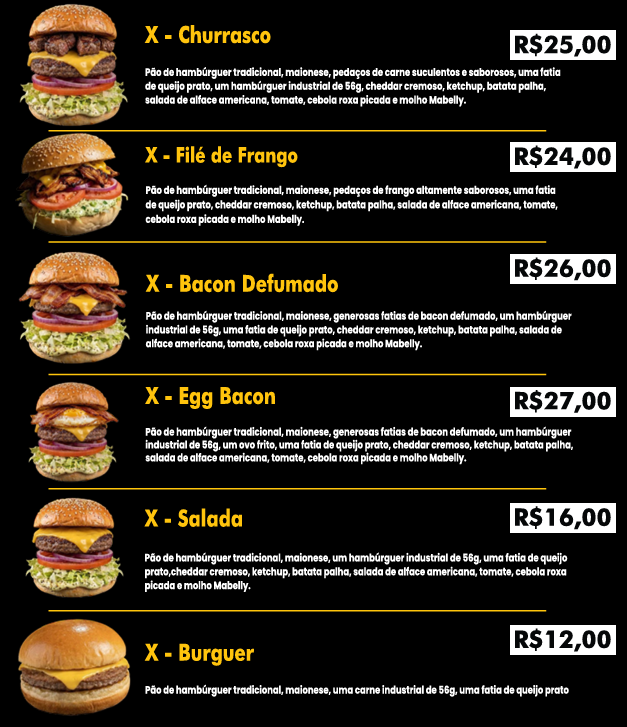 X - Churrasco
R$25,00
Pão de hambúrguer tradicional, maionese, pedaços de carne suculentos e saborosos, uma fatia
de queijo prato, um hambúrguer industrial de 56g, cheddar cremoso, ketchup, batata palha,
salada de alface americana, tomate, cebola roxa picada e molho Mabelly.
X - Filé de Frango
R$24,00
Pão de hambúrguer tradicional, maionese, pedaços de frango altamente saborosos, uma fatia
de queijo prato, cheddar cremoso, ketchup, batata palha, salada de alface americana, tomate,
cebola roxa picada e molho Mabelly.
X - Bacon Defumado
R$26,00
Pão de hambúrguer tradicional, maionese, generosas fatias de bacon defumado, um hambúrguer
industrial de 56g, uma fatia de queijo prato, cheddar cremoso, ketchup, batata palha, salada de
alface americana, tomate, cebola roxa picada e molho Mabelly.
X - Egg Bacon
R$27,00
Pão de hambúrguer tradicional, maionese, generosas fatias de bacon defumado, um hambúrguer
industrial de 56g, um ovo frito, uma fatia de queijo prato, cheddar cremoso, ketchup, batata palha,
salada de alface americana, tomate, cebola roxa picada e molho Mabelly.
X - Salada
R$16,00
Pão de hambúrguer tradicional, maionese, um hambúrguer industrial de 56g, uma fatia de queijo
prato,cheddar cremoso, ketchup, batata palha, salada de alface americana, tomate, cebola roxa
picada e molho Mabelly.
X - Burguer
R$12,00
Pão de hambúrguer tradicional, maionese, uma carne industrial de 56g, uma fatia de queijo prato